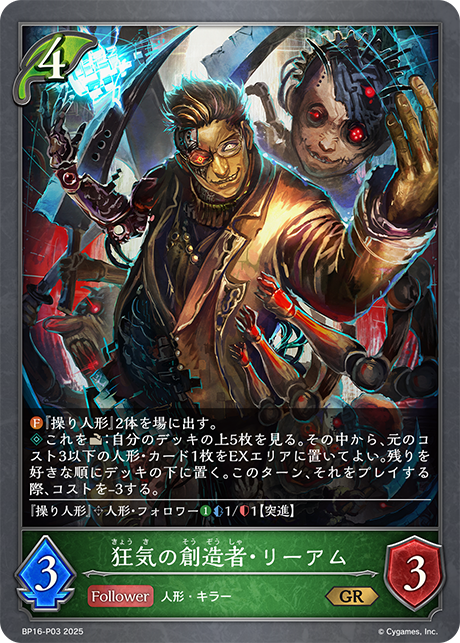 4
F『操り人形』2体を場に出す。
これを:自分のデッキの上5枚を見る。その中から、元のコ
スト3以下の人形・カード1枚をEXエリアに置いてよい。残りを
好きな順にデッキの下に置く。このターン、それをプレイする
際、コストを-3する。
『操り人形』人形・フォロワー1 1/1【突進】
きょうき そうぞうしゃ
狂気の創造者・リーアム
3
Follower 人形・キラー GR
3
BP16-P03 2025 © Cygames, Inc.